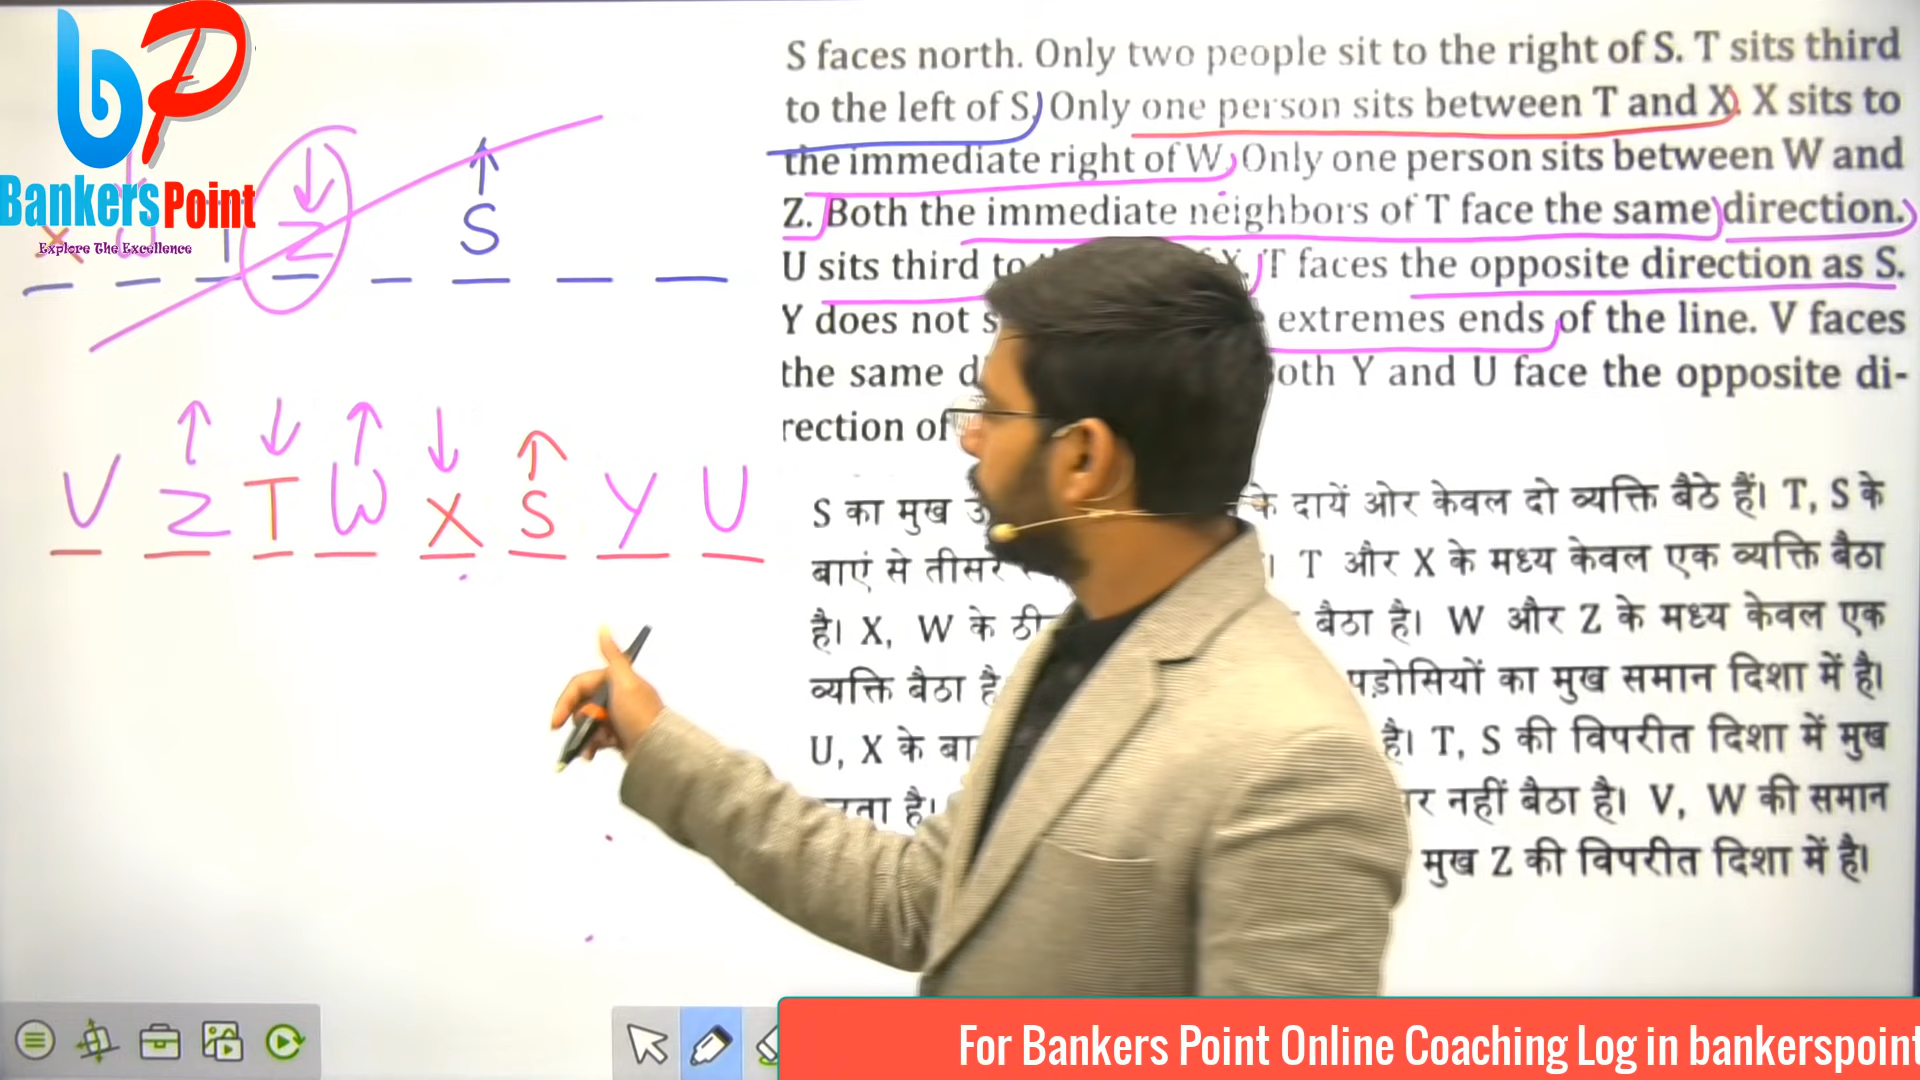 BankersPoint
Explore The Excellence
S
Z
V Z T W X S Y U
S faces north. Only two people sit to the right of S. T sits third
to the left of S. Only one person sits between T and X. X sits to
the immediate right of W. Only one person sits between W and
Z. Both the immediate neighbors of T face the same direction.
U sits third to X. T faces the opposite direction as S.
Y does not s extremes ends of the line. V faces
the same d oth Y and U face the opposite di-
rection of
S का मुख उ के दायें ओर केवल दो व्यक्ति बैठे हैं। T, S के
बाएं से तीसरे । T और X के मध्य केवल एक व्यक्ति बैठा
है। X, W के ठी बैठा है। W और Z के मध्य केवल एक
व्यक्ति बैठा है पड़ोसियों का मुख समान दिशा में है।
U, X के बा है। T, S की विपरीत दिशा में मुख
है। र नहीं बैठा है। V, W की समान
मुख Z की विपरीत दिशा में है।
For Bankers Point Online Coaching Log in bankerspoint